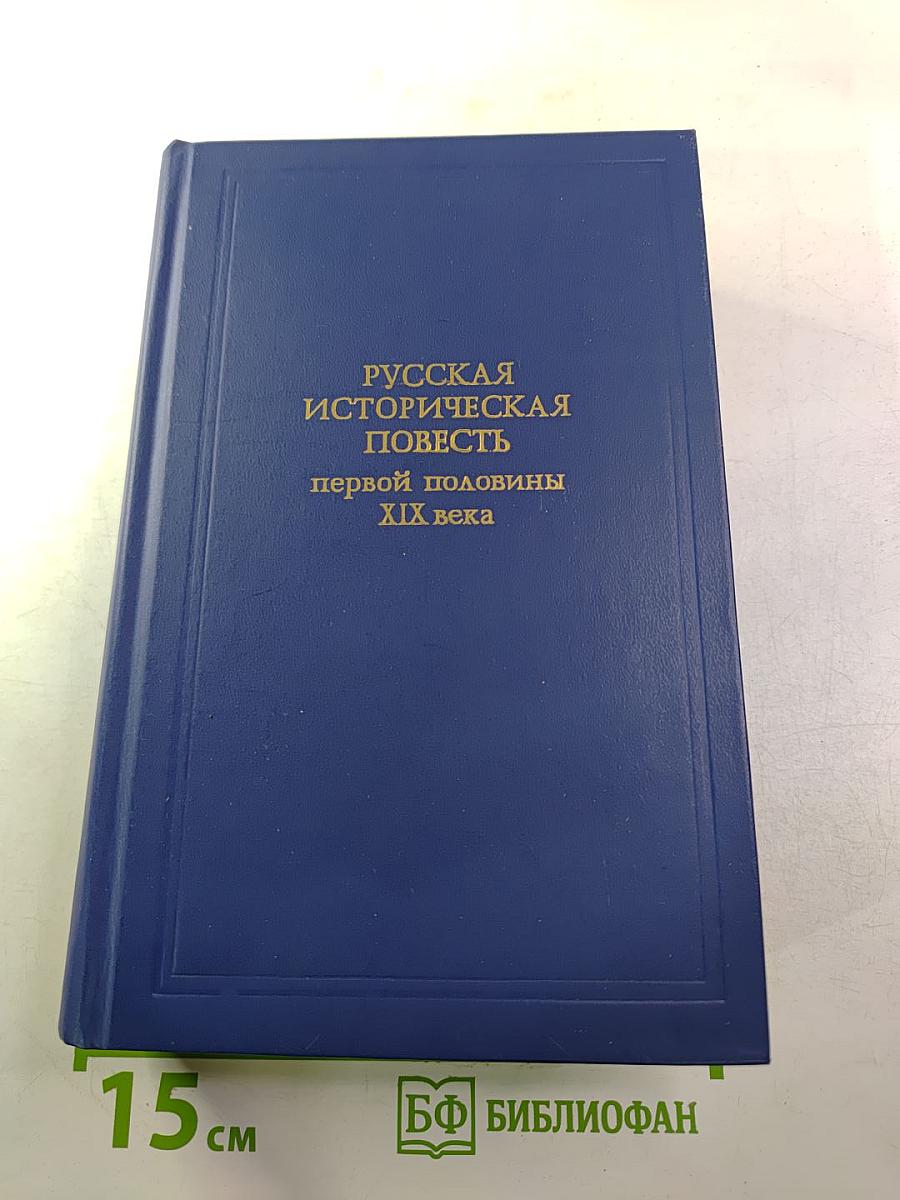 РУССКАЯ
ИСТОРИЧЕСКАЯ
ПОВЕСТЬ
первой половины
XIX века
15 см
БФ БИБЛИОФАН